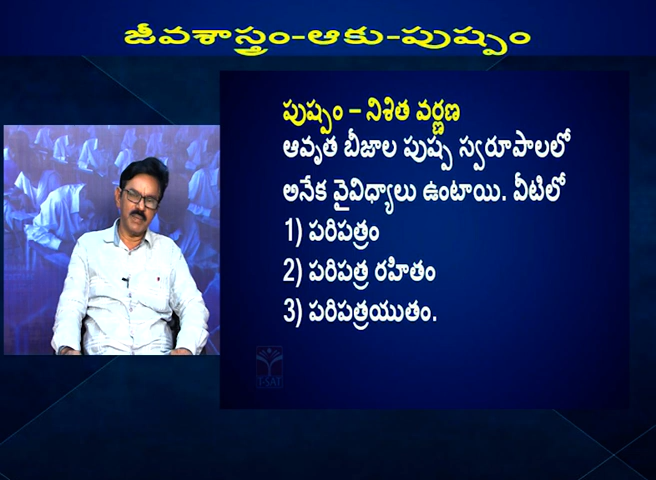 జీవశాస్త్రం-ఆకు-పుష్పం
పుష్పం – నిశిత వర్ణణ
ఆవృత బీజాల పుష్ప స్వరూపాలలో
అనేక వైవిధ్యాలు ఉంటాయి. వీటిలో
1) పరిపత్రం
2) పరిపత్ర రహితం
3) పరిపత్రయుతం.
T-SAT